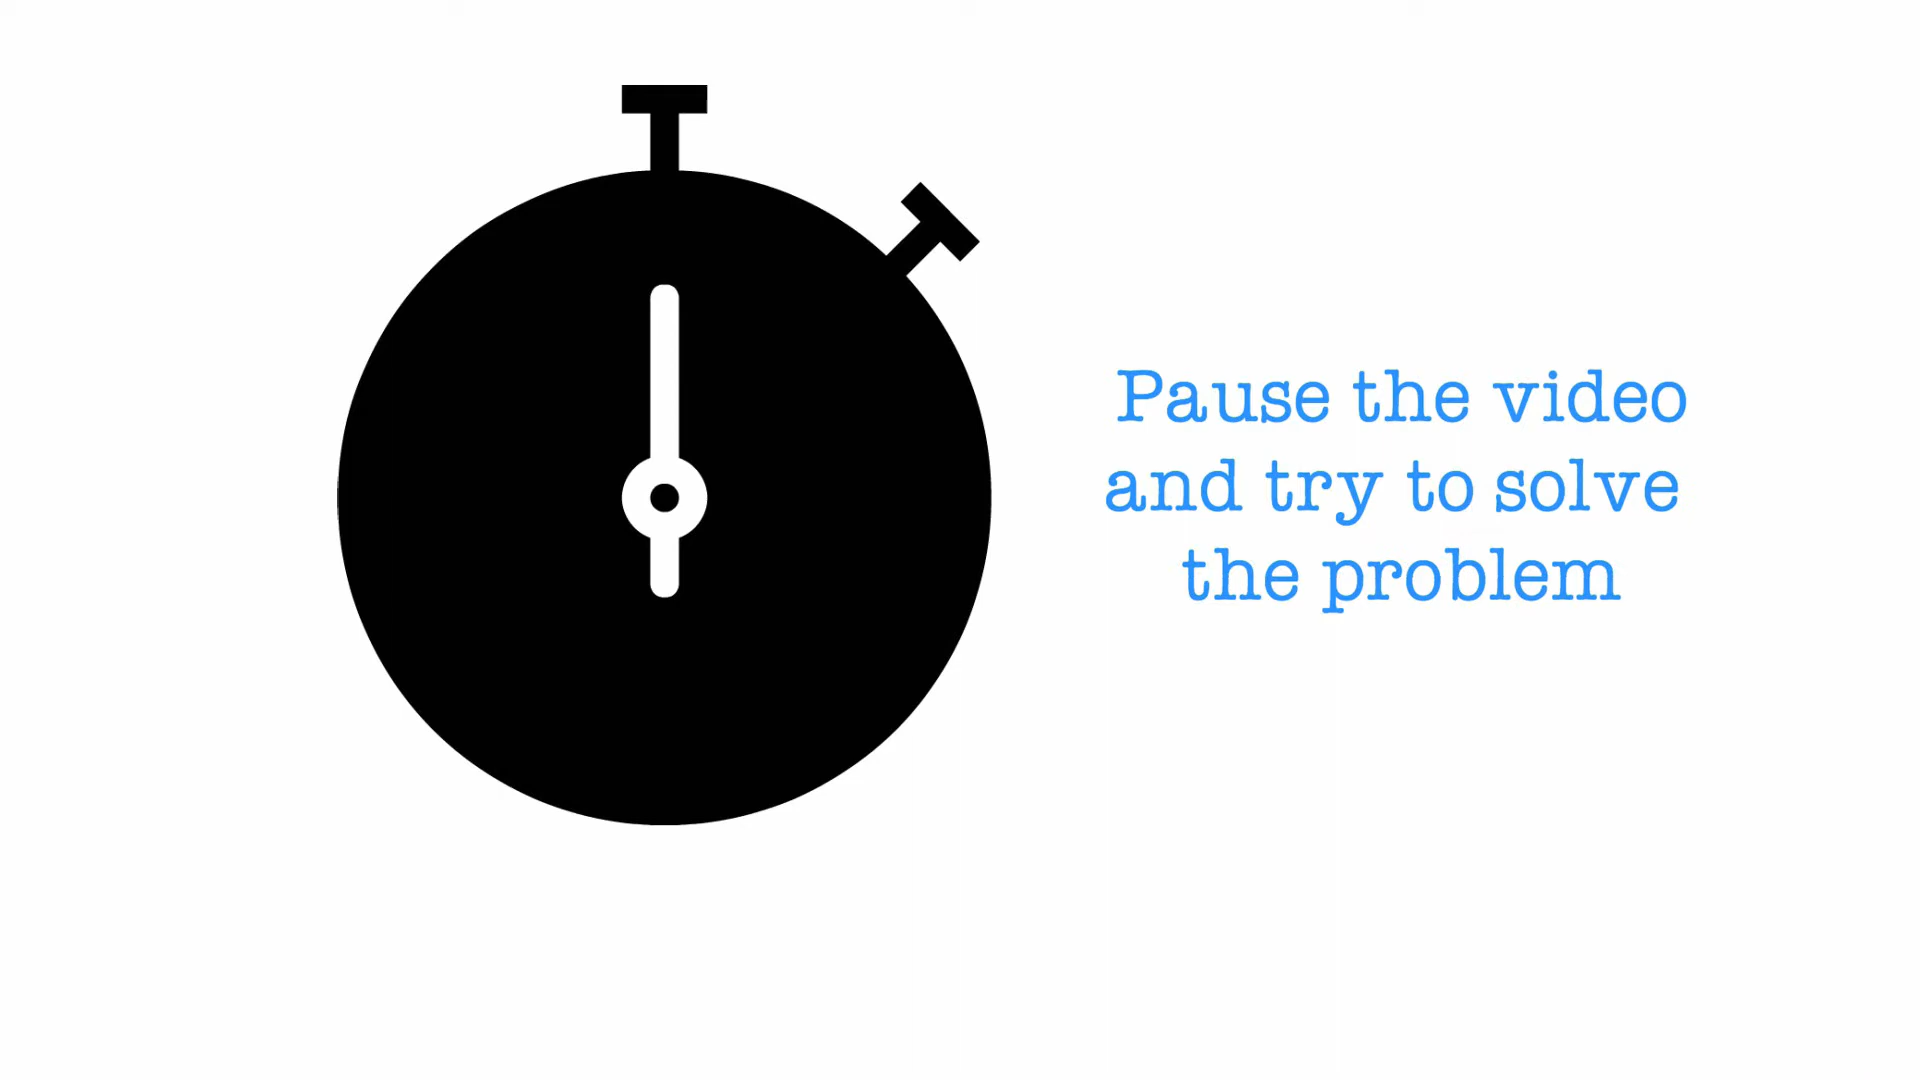 Pause the video
and try to solve
the problem